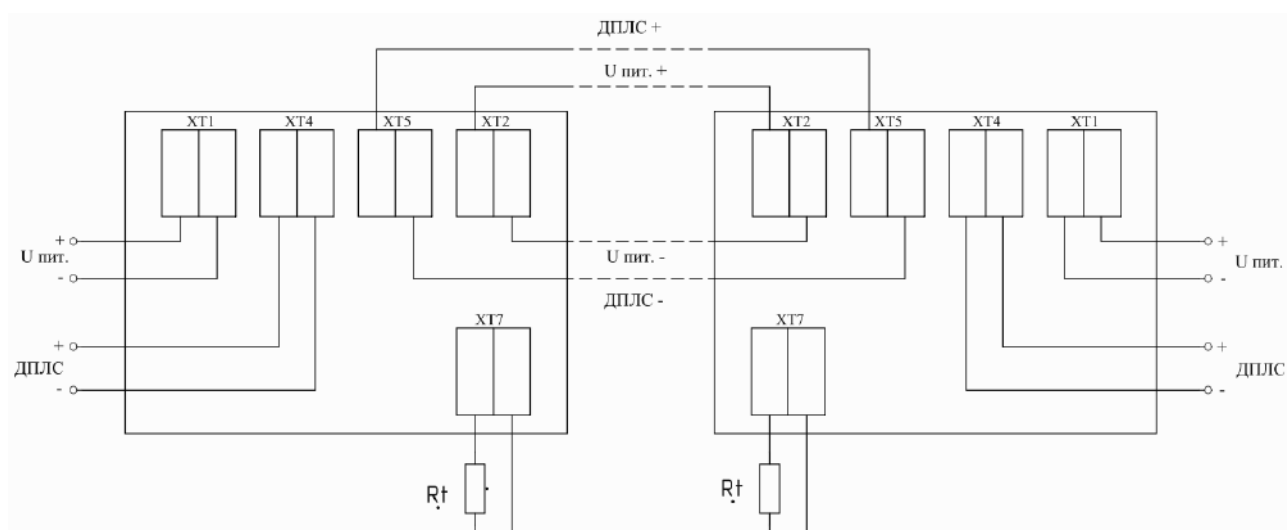 ДПЛС +
U пит. +
XT1 XT4 XT5 XT2
XT2 XT5 XT4 XT1
+
U пит.
-
U пит. -
+
U пит.
-
ДПЛС -
XT7
XT7
+
ДПЛС
-
+
ДПЛС
-
Rt
Rt